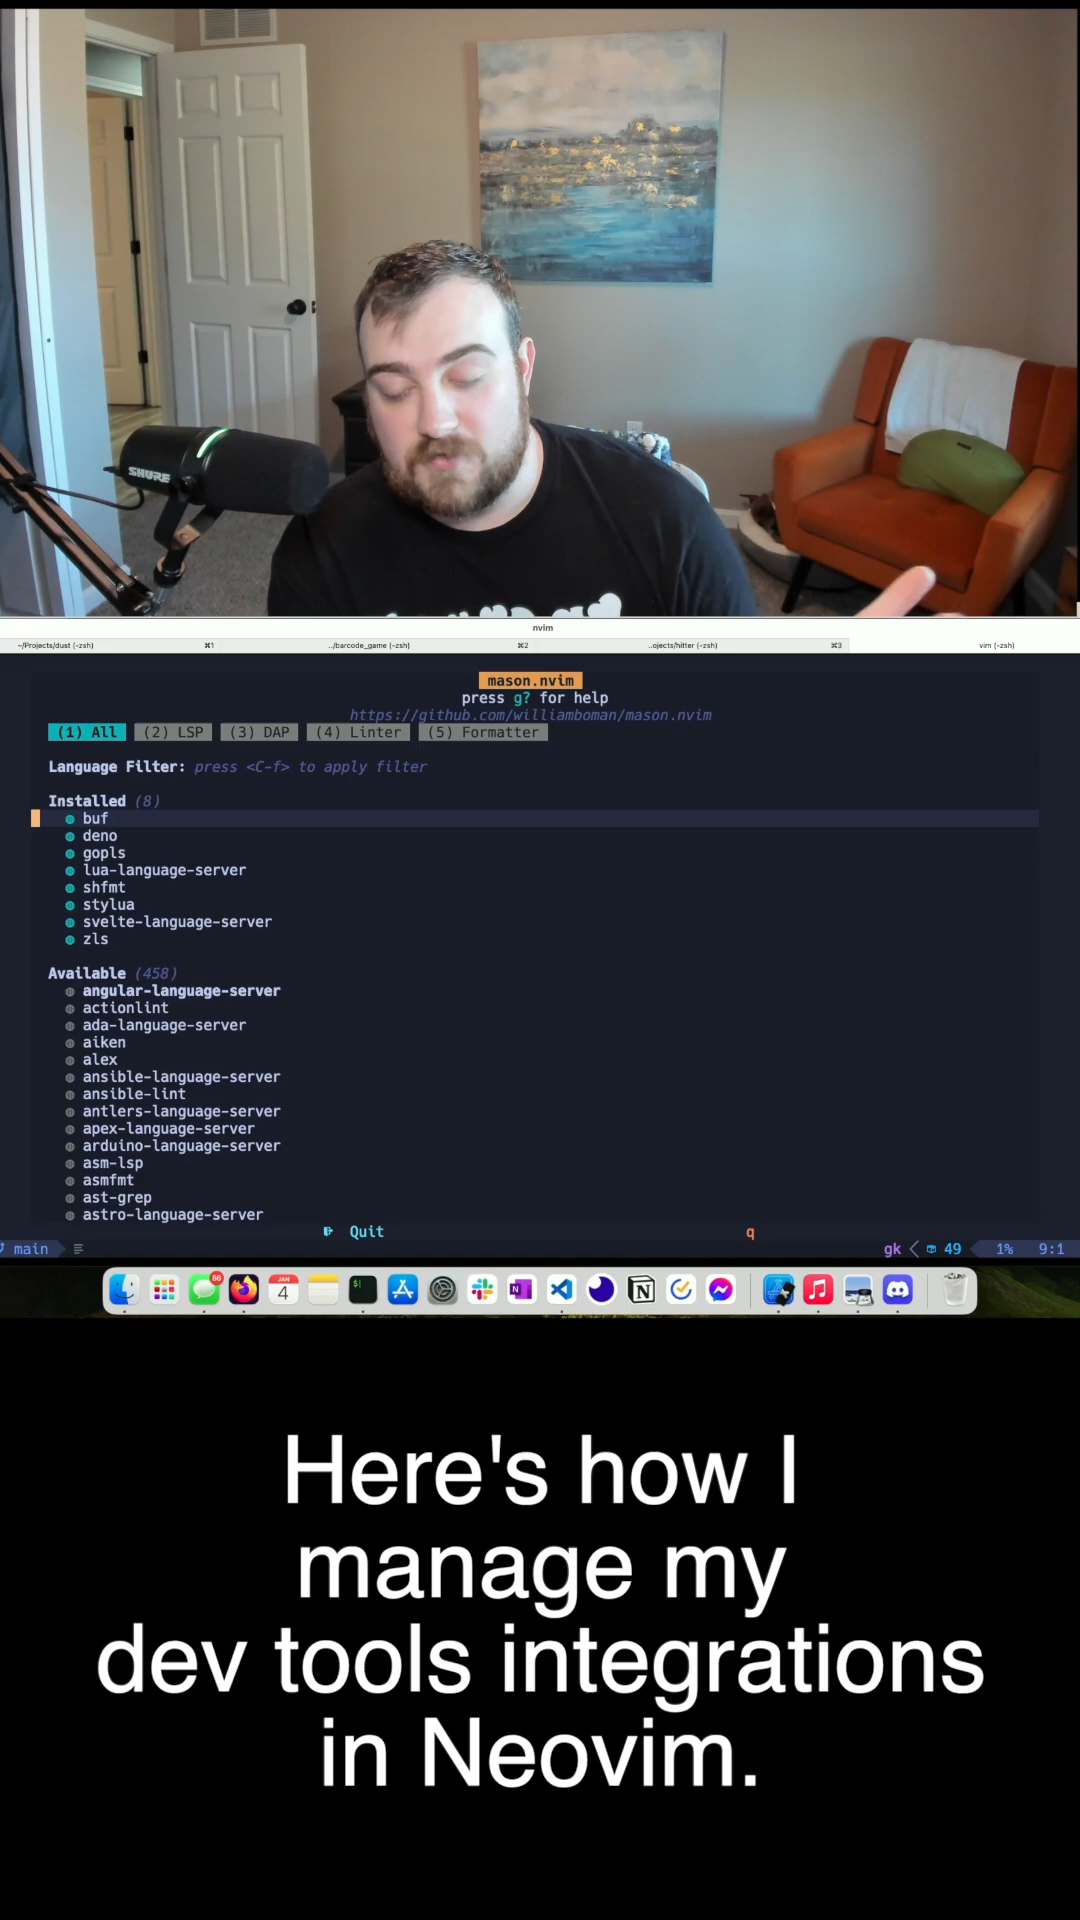 SHURE
nvim
~/Projects/dust (-zsh) ⌘1 ../barcode_game (-zsh) ⌘2 ..ojects/hitter (-zsh) ⌘3 vim (-zsh)
mason.nvim
press g? for help
https://github.com/williamboman/mason.nvim
(1) All (2) LSP (3) DAP (4) Linter (5) Formatter
Language Filter: press <C-f> to apply filter
Installed (8)
buf
deno
gopls
lua-language-server
shfmt
stylua
svelte-language-server
zls
Available (458)
angular-language-server
actionlint
ada-language-server
aiken
alex
ansible-language-server
ansible-lint
antlers-language-server
apex-language-server
arduino-language-server
asm-lsp
asmfmt
ast-grep
astro-language-server
Quit q
main gk 49 1% 9:1
86
JAN
4
$
N
N
Here's how I
manage my
dev tools integrations
in Neovim.